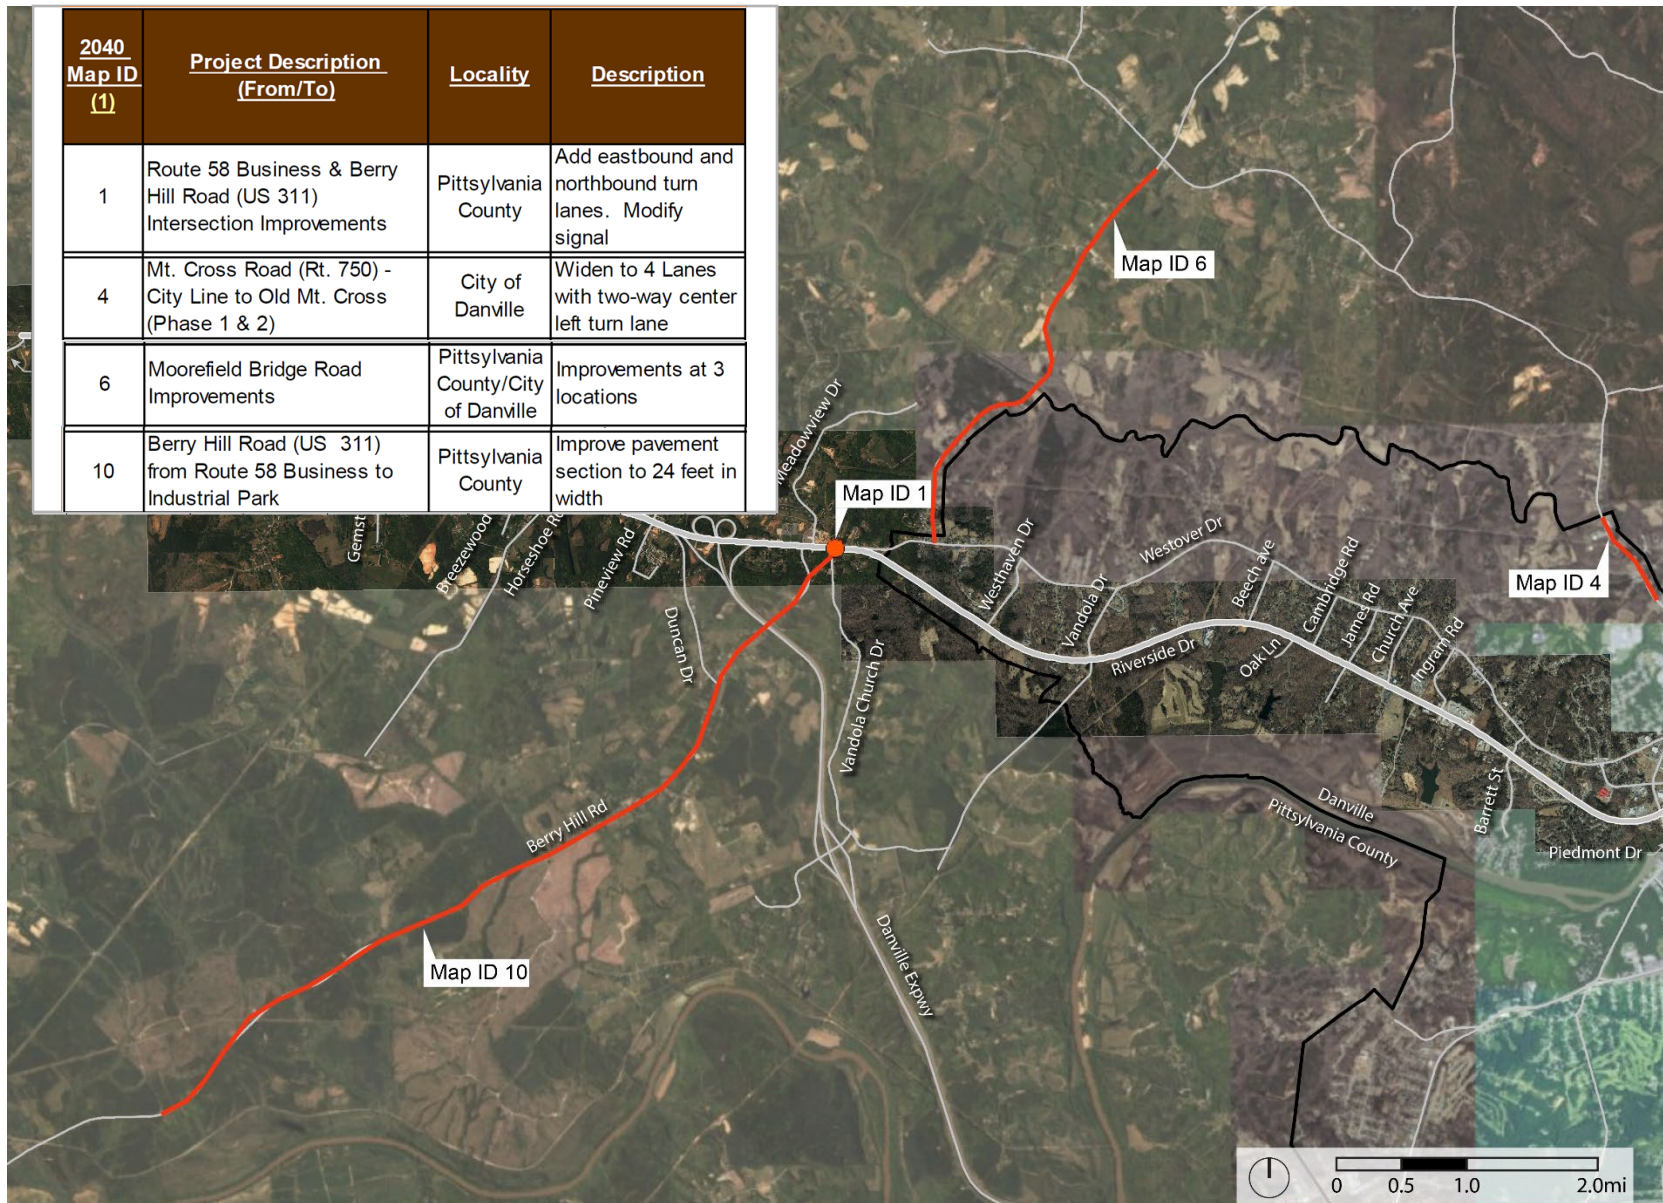 2040
Map ID
(1)
Project Description
(From/To)
Locality
Description
1
Route 58 Business & Berry
Hill Road (US 311)
Intersection Improvements
Pittsylvania
County
Add eastbound and
northbound turn
lanes. Modify
signal
4
Mt. Cross Road (Rt. 750) -
City Line to Old Mt. Cross
(Phase 1 & 2)
City of
Danville
Widen to 4 Lanes
with two-way center
left turn lane
6
Moorefield Bridge Road
Improvements
Pittsylvania
County/City
of Danville
Improvements at 3
locations
10
Berry Hill Road (US 311)
from Route 58 Business to
Industrial Park
Pittsylvania
County
Improve pavement
section to 24 feet in
width
Map ID 6
Meadowview Dr
Map ID 1
Breezewood
Pineview Rd
Westhaven Dr
Westover Dr
Map ID 4
Duncan Dr
Vandola Dr
Beech ave
Cambridge Rd
James Rd
Church Ave
Ingram Rd
Riverside Dr
Oak Ln
Vandola Church Dr
Berry Hill Rd
Danville
Pittsylvania County
Barrett St
Piedmont Dr
Map ID 10
Danville Expwy
0 0.5 1.0 2.0mi